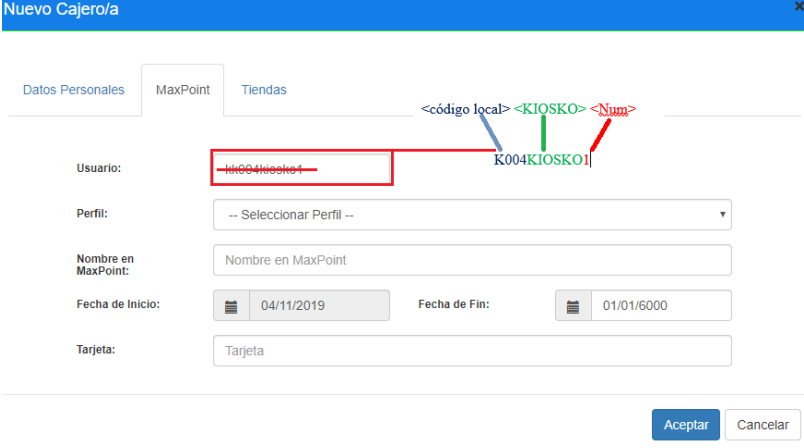 Nuevo Cajero/a
×
Datos Personales MaxPoint Tiendas
<código local> <KIOSKO> <Num>
K004KIOSKO1
Usuario: kk004kiosko1
Perfil: -- Seleccionar Perfil --
Nombre en
MaxPoint:
Nombre en MaxPoint
Fecha de Inicio: 04/11/2019 Fecha de Fin: 01/01/6000
Tarjeta: Tarjeta
Aceptar Cancelar